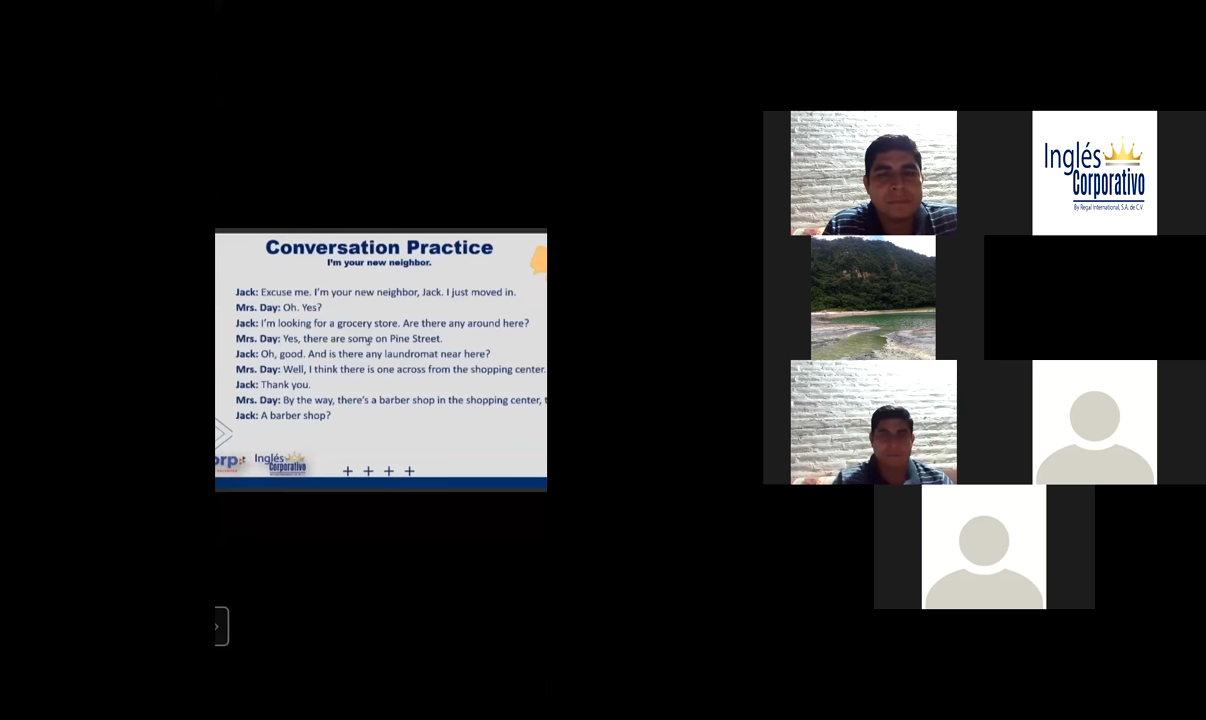 Conversation Practice
I'm your new neighbor.
Jack: Excuse me. I'm your new neighbor, Jack. I just moved in.
Mrs. Day: Oh. Yes?
Jack: I'm looking for a grocery store. Are there any around here?
Mrs. Day: Yes, there are some on Pine Street.
Jack: Oh, good. And is there any laundromat near here?
Mrs. Day: Well, I think there is one across from the shopping center.
Jack: Thank you.
Mrs. Day: By the way, there's a barber shop in the shopping center, t
Jack: A barber shop?
orp
Inglés
Corporativo
+ + + +
Inglés
Corporativo
By Regal International, S.A. de C.V.